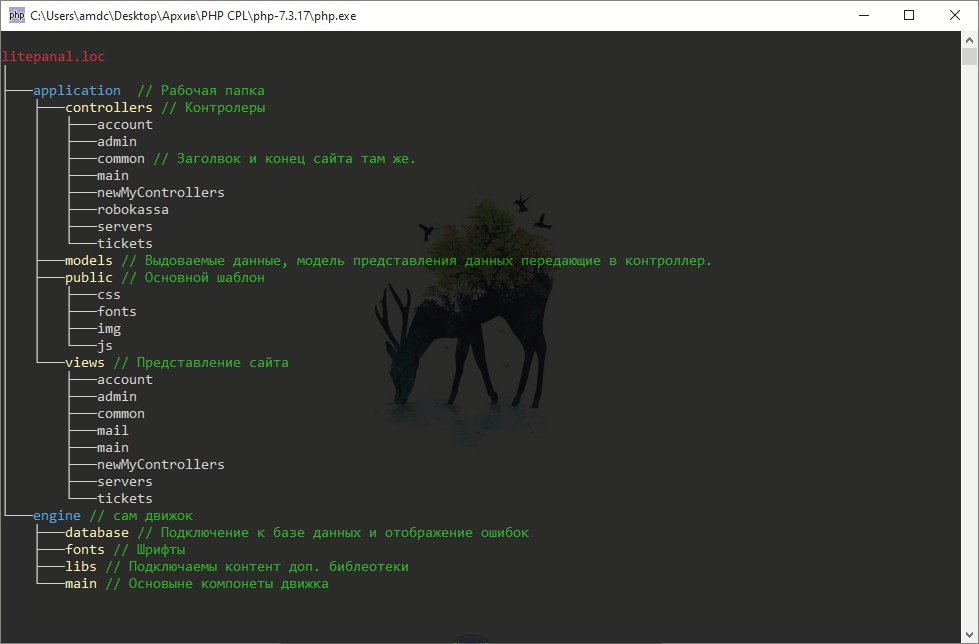 php C:\Users\amdc\Desktop\Архив\PHP CPL\php-7.3.17\php.exe
litepanal.loc
application // Рабочая папка
controllers // Контролеры
account
admin
common // Заголвок и конец сайта там же.
main
newMyControllers
robokassa
servers
tickets
models // Выдоваемые данные, модель представления данных передающие в контроллер.
public // Основной шаблон
css
fonts
img
js
views // Представление сайта
account
admin
common
mail
main
newMyControllers
servers
tickets
engine // сам движок
database // Подключение к базе данных и отображение ошибок
fonts // Шрифты
libs // Подключаемы контент доп. библеотеки
main // Основыне компонеты движка